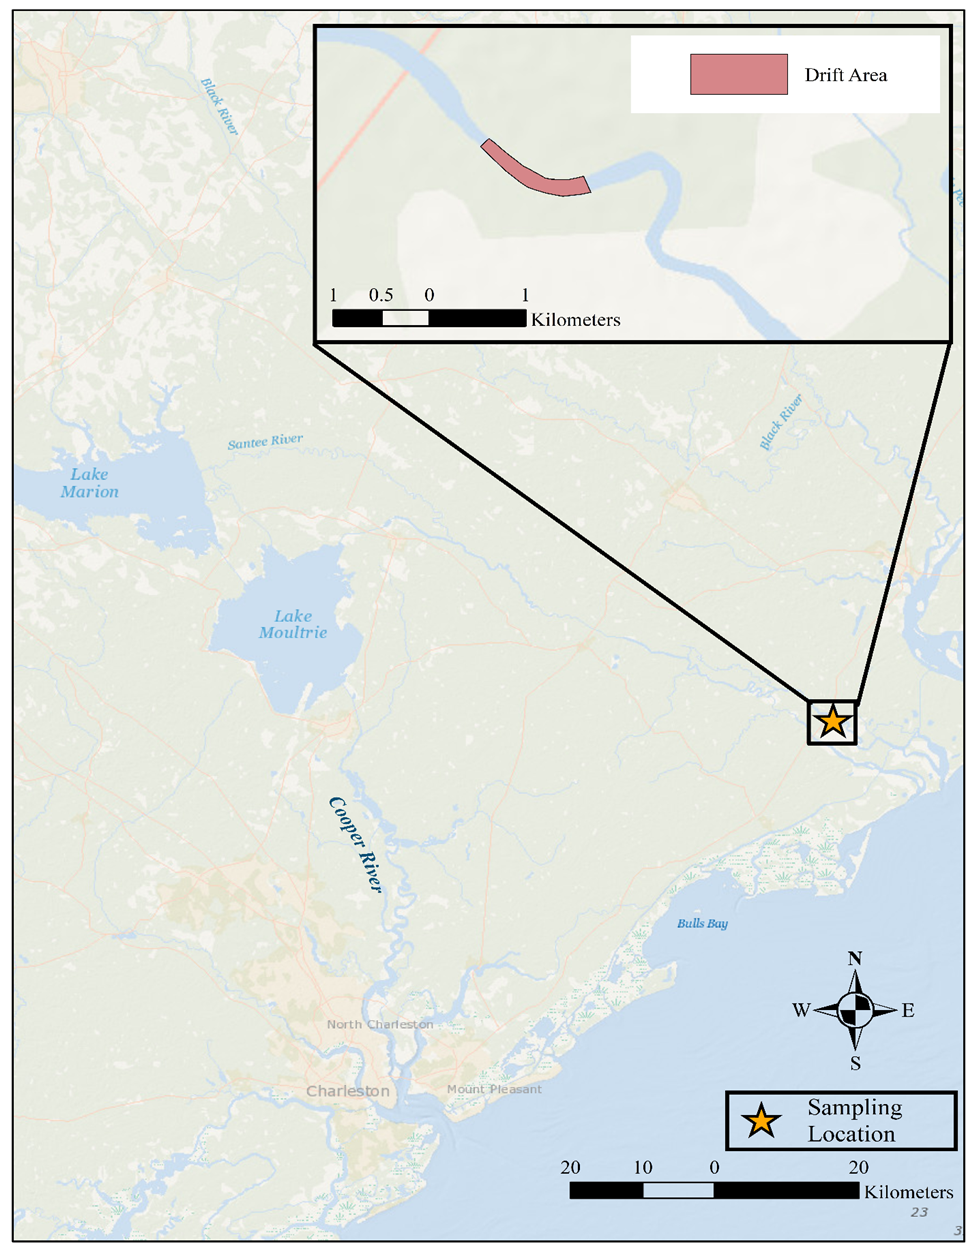 Black River
Drift Area
1 0.5 0 1
Kilometers
Black River
Santee River
Lake
Marion
Lake
Moultrie
Cooper River
Bulls Bay
N
W E
S
North Charleston
Charleston
Mount Pleasant
Sampling
Location
20 10 0 20
Kilometers
23
3